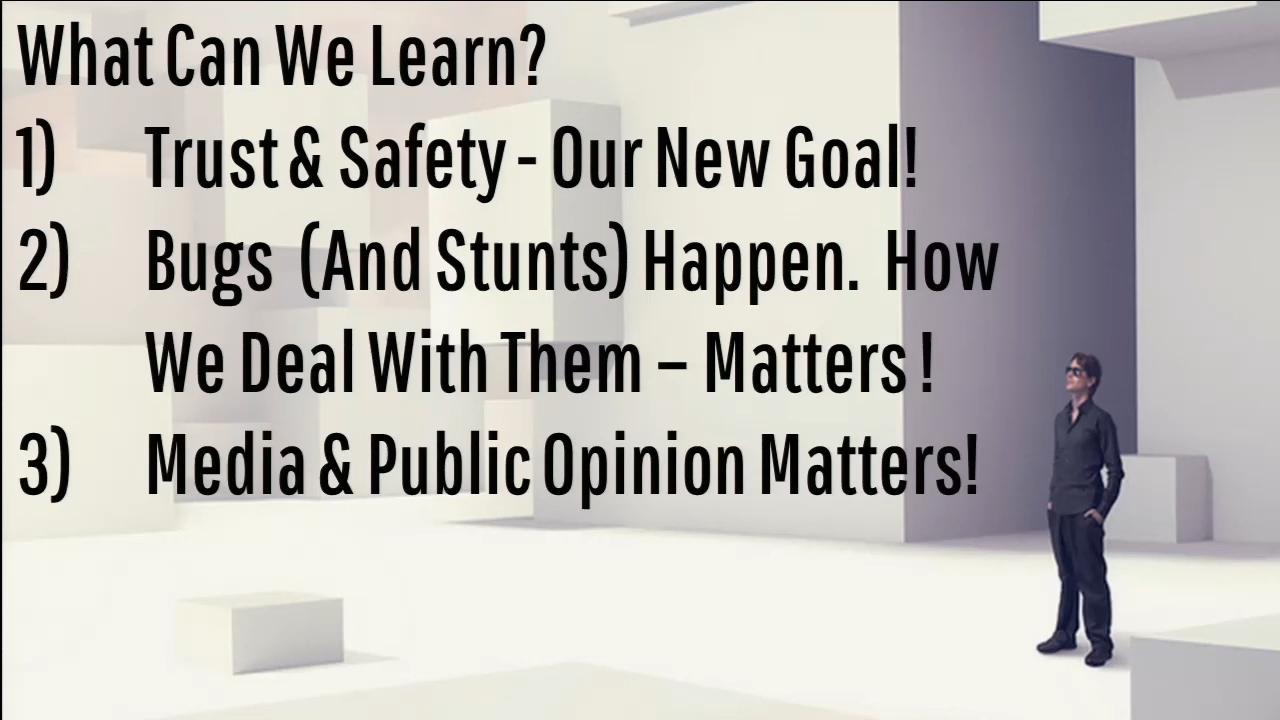 What Can We Learn?
1) Trust & Safety - Our New Goal!
2) Bugs (And Stunts) Happen. How
We Deal With Them – Matters !
3) Media & Public Opinion Matters!